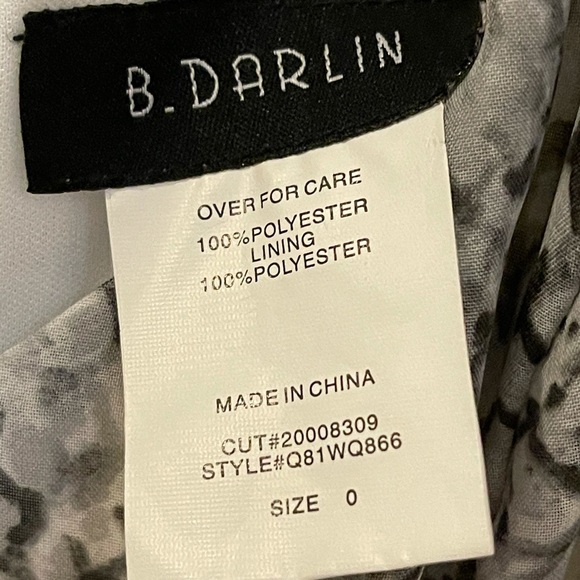 B.DARLIN
OVER FOR CARE
100%POLYESTER
LINING
100%POLYESTER
MADE IN CHINA
CUT#20008309
STYLE#Q81WQ866
SIZE 0